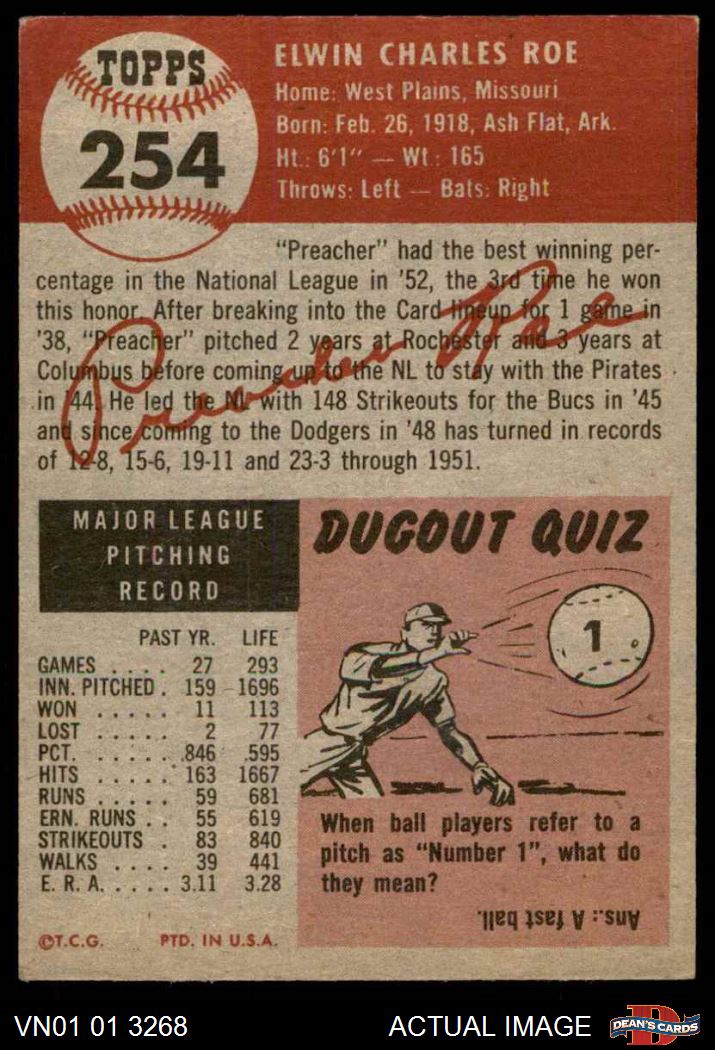 TOPPS
254
ELWIN CHARLES ROE
Home: West Plains, Missouri
Born: Feb. 26, 1918, Ash Flat, Ark.
Ht.: 6'1" — Wt: 165
Throws: Left — Bats: Right
"Preacher" had the best winning per-
centage in the National League in '52, the 3rd time he won
this honor. After breaking into the Card lineup for 1 game in
'38, "Preacher" pitched 2 years at Rochester and 3 years at
Columbus before coming up to the NL to stay with the Pirates
in '44. He led the NL with 148 Strikeouts for the Bucs in '45
and since coming to the Dodgers in '48 has turned in records
of 12-8, 15-6, 19-11 and 23-3 through 1951.
Preacher Roe
MAJOR LEAGUE
PITCHING
RECORD
PAST YR. LIFE
GAMES . . . . 27 293
INN. PITCHED . 159 1696
WON . . . . . 11 113
LOST . . . . . 2 77
PCT. . . . . . .846 .595
HITS . . . . . 163 1667
RUNS . . . . . 59 681
ERN. RUNS . . 55 619
STRIKEOUTS . 83 840
WALKS . . . . 39 441
E. R. A. . . . . . 3.11 3.28
©T.C.G. PTD. IN U.S.A.
DUGOUT QUIZ
1
When ball players refer to a
pitch as "Number 1", what do
they mean?
Ans.: A fast ball.
VN01 01 3268 ACTUAL IMAGE
D
DEAN'S CARDS